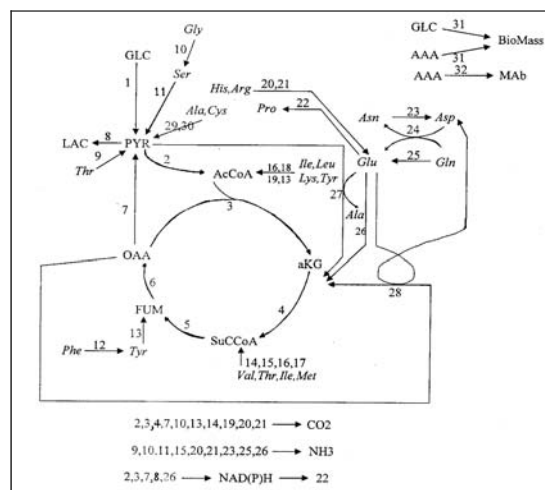 GLC 31
BioMass
AAA 31
AAA 32 MAb
Gly
10
GLC Ser
1 11
His,Arg 20,21
Pro 22
Ala,Cys
29,30
Asn 23 Asp
24
LAC 8 PYR
9
Thr
2
Glu 25 Gln
AcCoA 16,18 Ile,Leu
19,13 Lys,Tyr
27
3
Ala
26
7
OAA
aKG
28
6
4
FUM
5
13
SuCCoA
Phe 12 Tyr
14,15,16,17
Val,Thr,Ile,Met
2,3,4,7,10,13,14,19,20,21 CO2
9,10.11,15,20,21,23,25,26 NH3
2,3,7,8,26 NAD(P)H 22